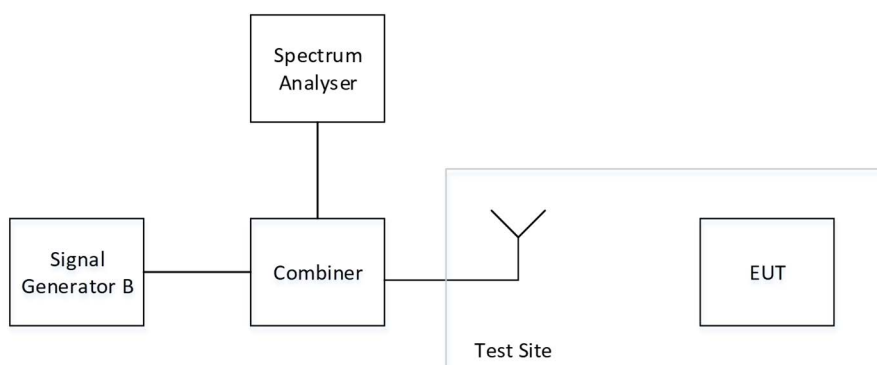 Spectrum
Analyser
Signal
Generator B
Combiner
EUT
Test Site